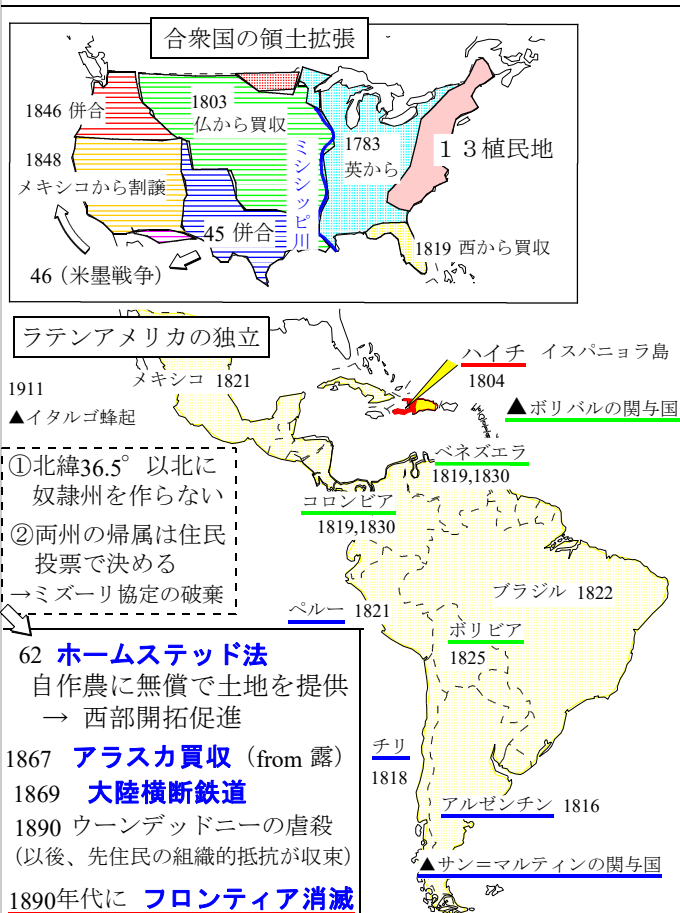 合衆国の領土拡張
1846 併合
1803
仏から買収
1783
英から
13植民地
1848
メキシコから割譲
ミシシッピ川
45 併合
1819 西から買収
46（米墨戦争）
ラテンアメリカの独立
メキシコ 1821
ハイチ イスパニョラ島
1804
1911
▲イタルゴ蜂起
▲ボリバルの関与国
①北緯36.5° 以北に
奴隷州を作らない
②両州の帰属は住民
投票で決める
→ミズーリ協定の破棄
ベネズエラ
1819,1830
コロンビア
1819,1830
ブラジル 1822
ペルー 1821
ボリビア
1825
62 ホームステッド法
自作農に無償で土地を提供
→ 西部開拓促進
1867 アラスカ買収（from 露）
1869 大陸横断鉄道
1890 ウーンデッドニーの虐殺
（以後、先住民の組織的抵抗が収束）
1890年代に フロンティア消滅
チリ
1818
アルゼンチン 1816
▲サン＝マルティンの関与国